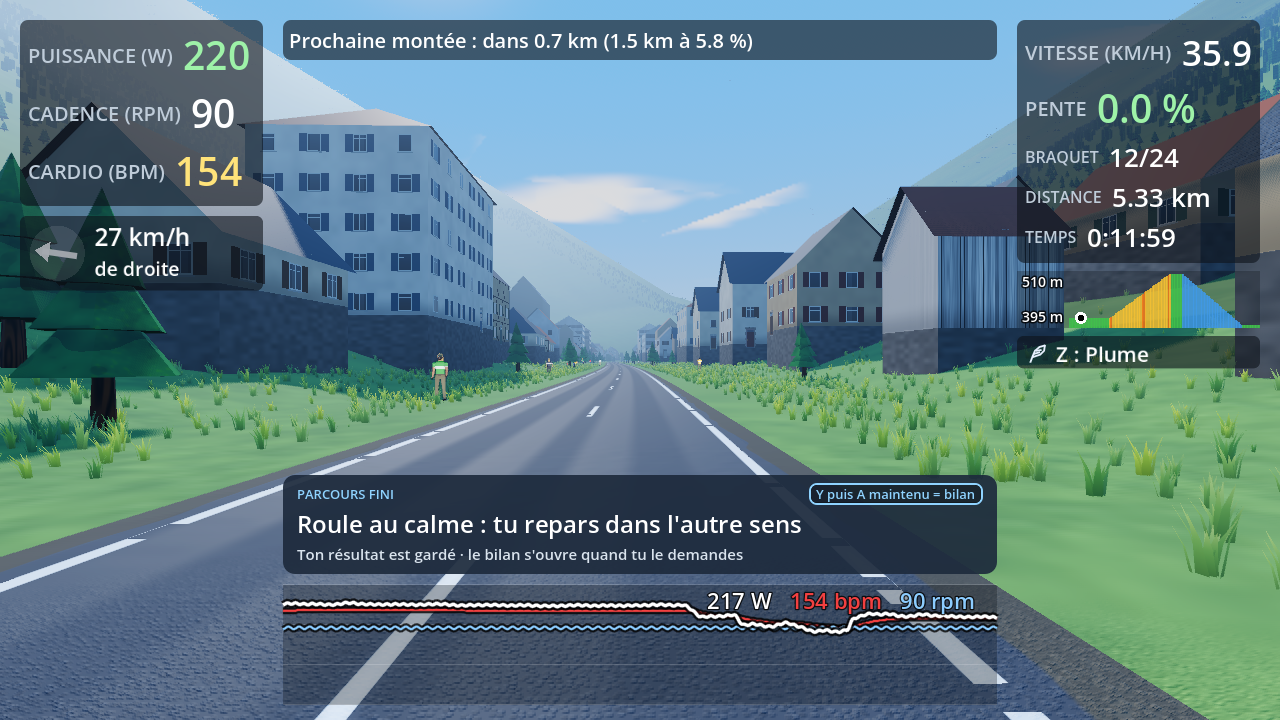 PUISSANCE (W) 220
CADENCE (RPM) 90
CARDIO (BPM) 154
27 km/h
de droite
Prochaine montée : dans 0.7 km (1.5 km à 5.8 %)
VITESSE (KM/H) 35.9
PENTE 0.0 %
BRAQUET 12/24
DISTANCE 5.33 km
TEMPS 0:11:59
510 m
395 m
Z : Plume
PARCOURS FINI
Y puis A maintenu = bilan
Roule au calme : tu repars dans l'autre sens
Ton résultat est gardé · le bilan s'ouvre quand tu le demandes
217 W 154 bpm 90 rpm